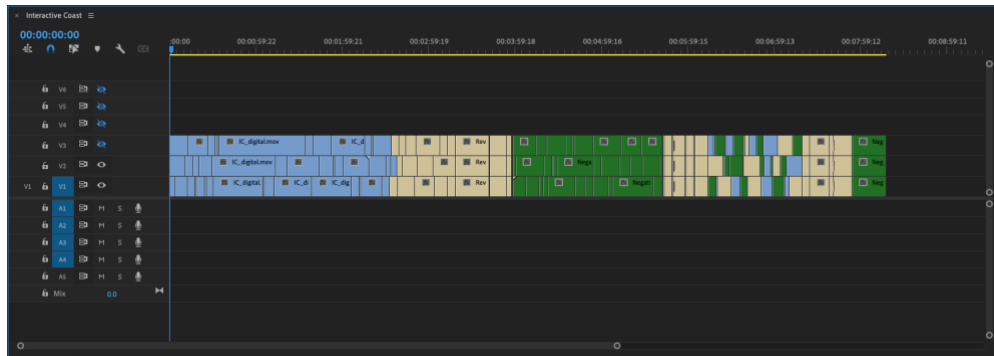 × Interactive Coast ≡
00:00:00:00
:00:00 00:00:59:22 00:01:59:21 00:02:59:19 00:03:59:18 00:04:59:16 00:05:59:15 00:06:59:13 00:07:59:12 00:08:59:11
V6
V5
V4
V3 IC_digital.mov IC_d Rev Neg
V2 IC_digital.mov Rev Nega Neg
V1 V1 IC_digital. IC_di IC_dig Rev Negati Neg
A1 M S
A2 M S
A3 M S
A4 M S
A5 M S
Mix 0.0